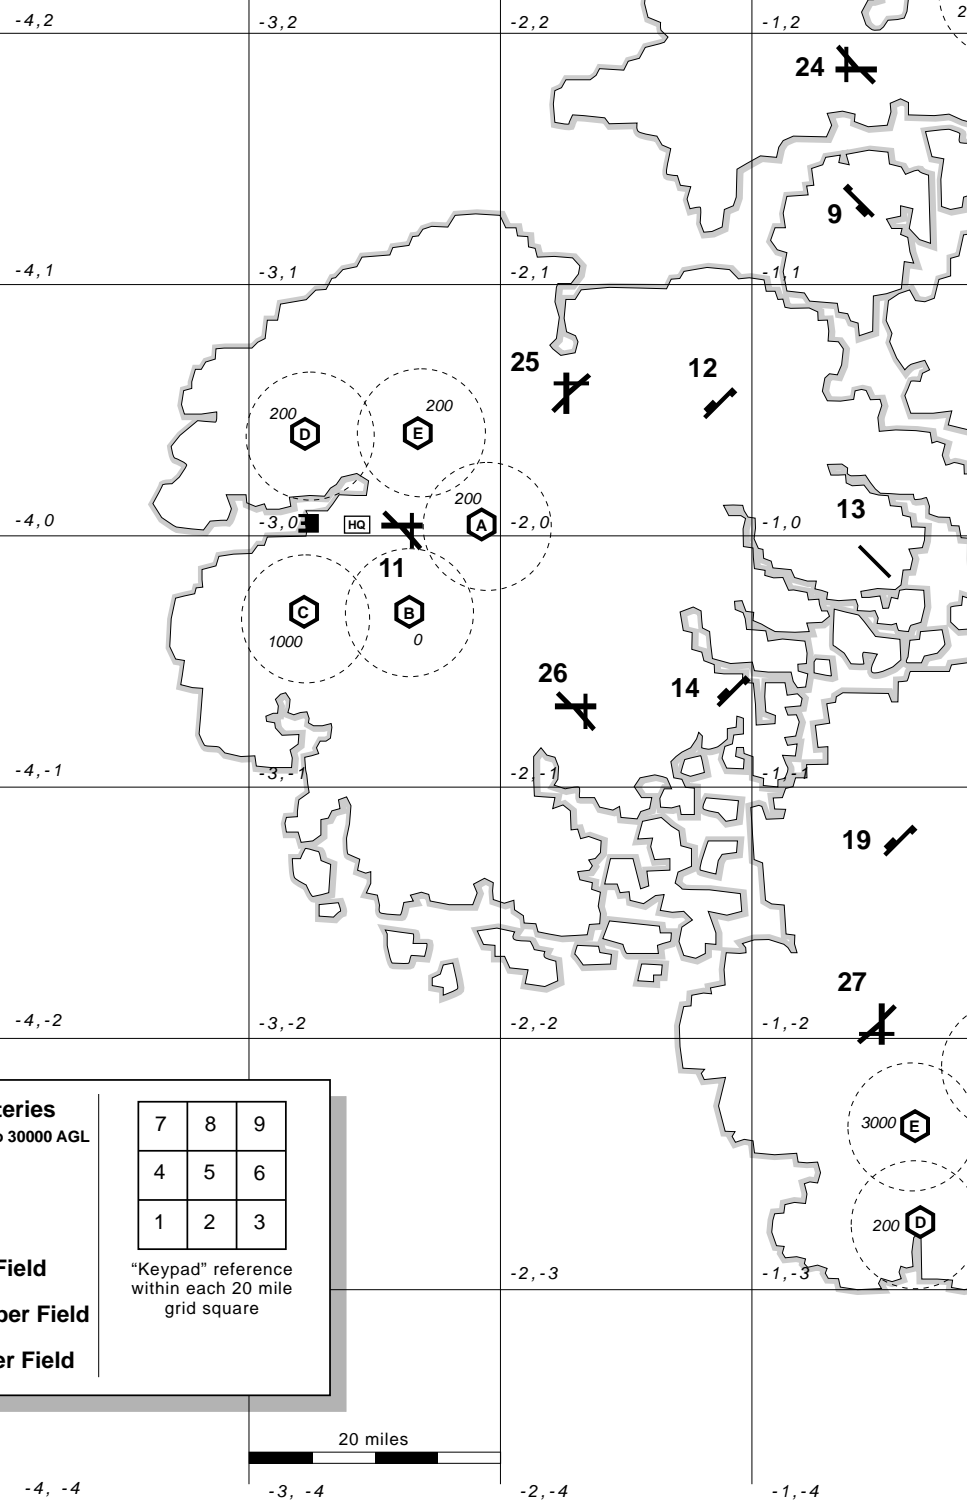 -4,2
-3,2
-2,2
-1,2
2
24
9
-4,1
-3,1
-2,1
-1,1
25
12
200
D
200
E
200
A
13
-4,0
-3,0
HQ
-2,0
-1,0
11
C
1000
B
0
26
14
-4,-1
-3,-1
-2,-1
-1,-1
19
27
-4,-2
-3,-2
-2,-2
-1,-2
3000
E
200
D
teries
o 30000 AGL
Field
per Field
er Field
7 8 9
4 5 6
1 2 3
“Keypad” reference
within each 20 mile
grid square
-2,-3
-1,-3
20 miles
-4, -4
-3, -4
-2,-4
-1,-4